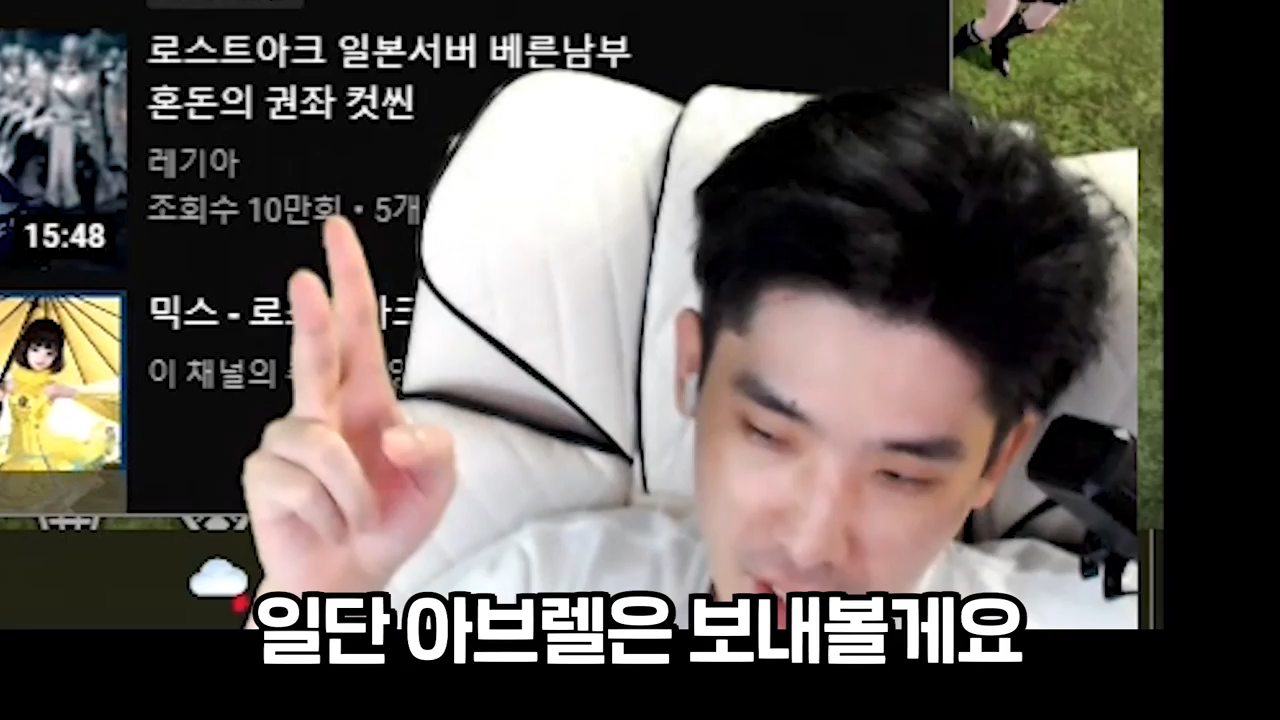 로스트아크 일본서버 베른남부
혼돈의 권좌 컷씬
레기아
조회수 10만회 • 5개
15:48
믹스 - 로
이 채널의
일단 아브렐은 보내볼게요